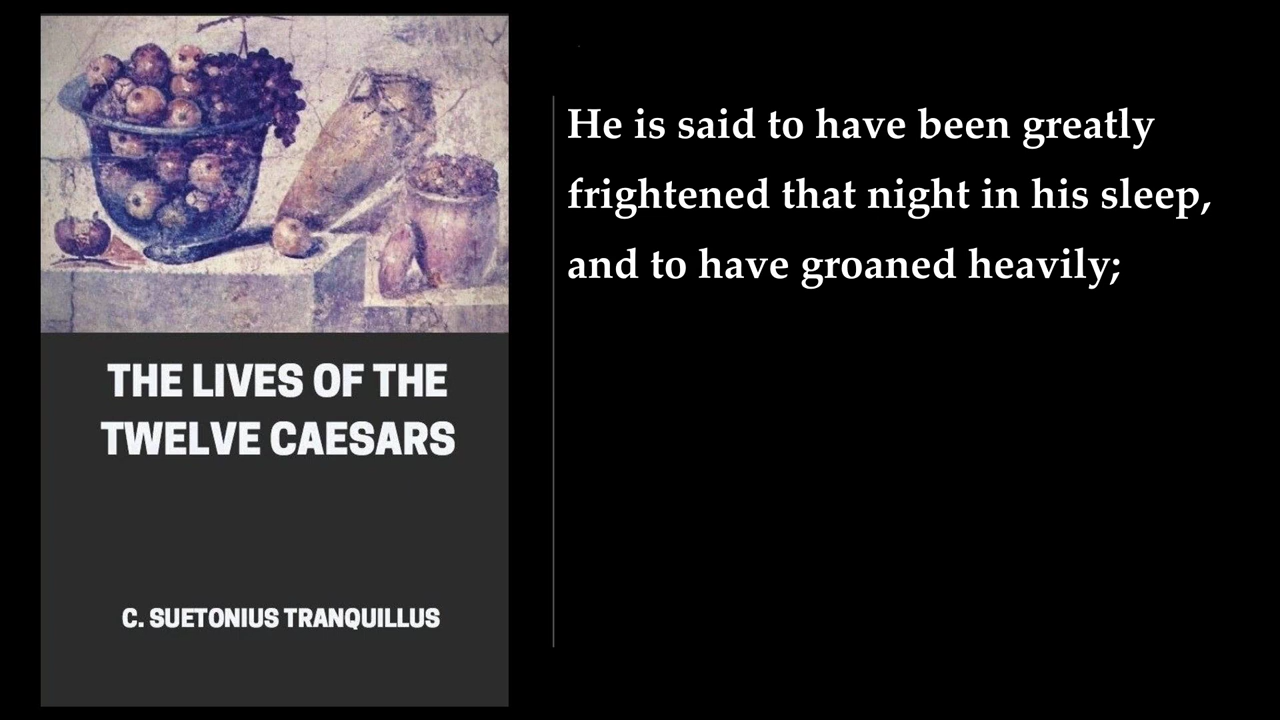 THE LIVES OF THE
TWELVE CAESARS
C. SUETONIUS TRANQUILLUS
He is said to have been greatly
frightened that night in his sleep,
and to have groaned heavily;